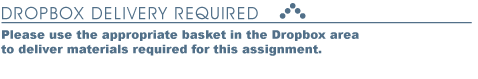 DROPBOX DELIVERY REQUIRED
Please use the appropriate basket in the Dropbox area
to deliver materials required for this assignment.